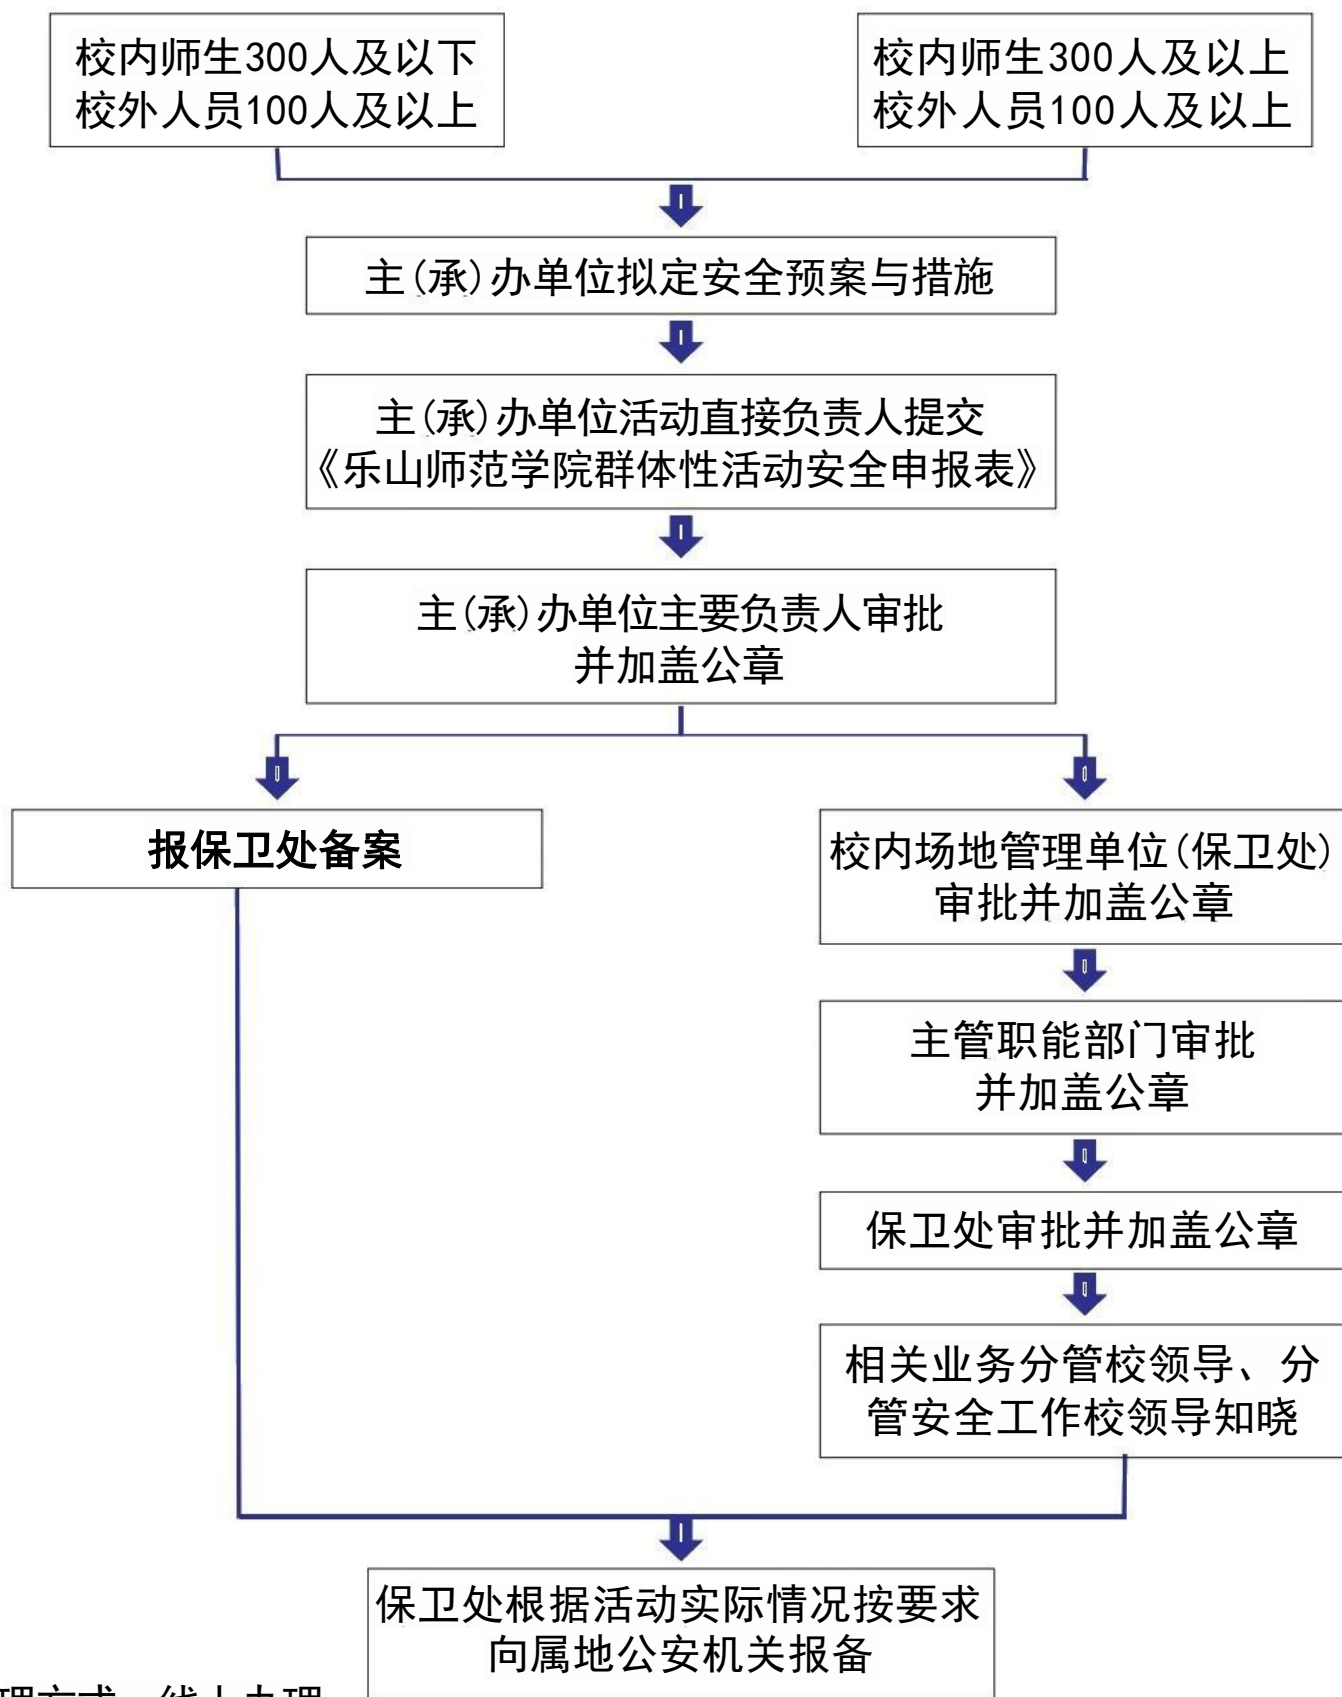 校内师生300人及以下
校外人员100人及以上
校内师生300人及以上
校外人员100人及以上
主(承)办单位拟定安全预案与措施
主(承)办单位活动直接负责人提交
《乐山师范学院群体性活动安全申报表》
主(承)办单位主要负责人审批
并加盖公章
报保卫处备案
校内场地管理单位(保卫处)
审批并加盖公章
主管职能部门审批
并加盖公章
保卫处审批并加盖公章
相关业务分管校领导、分
管安全工作校领导知晓
保卫处根据活动实际情况按要求
向属地公安机关报备